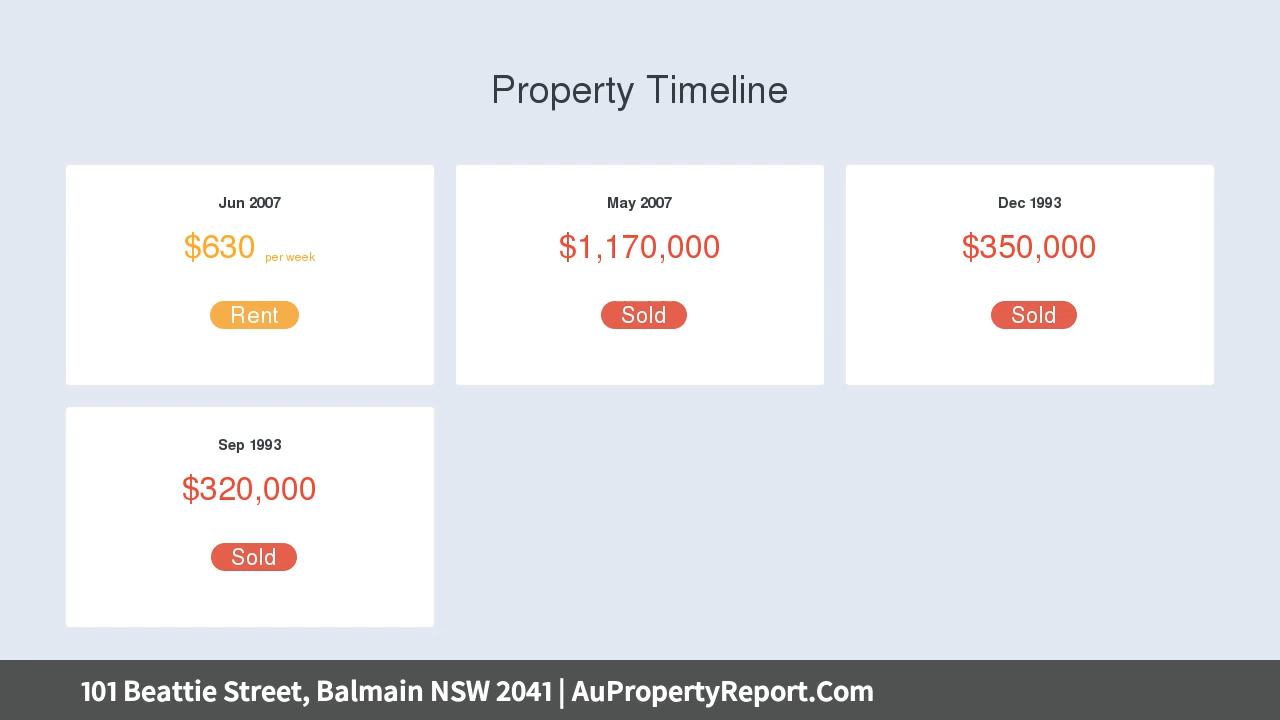 Property Timeline
Jun 2007
$630 per week
Rent
May 2007
$1,170,000
Sold
Dec 1993
$350,000
Sold
Sep 1993
$320,000
Sold
101 Beattie Street, Balmain NSW 2041 | AuPropertyReport.Com